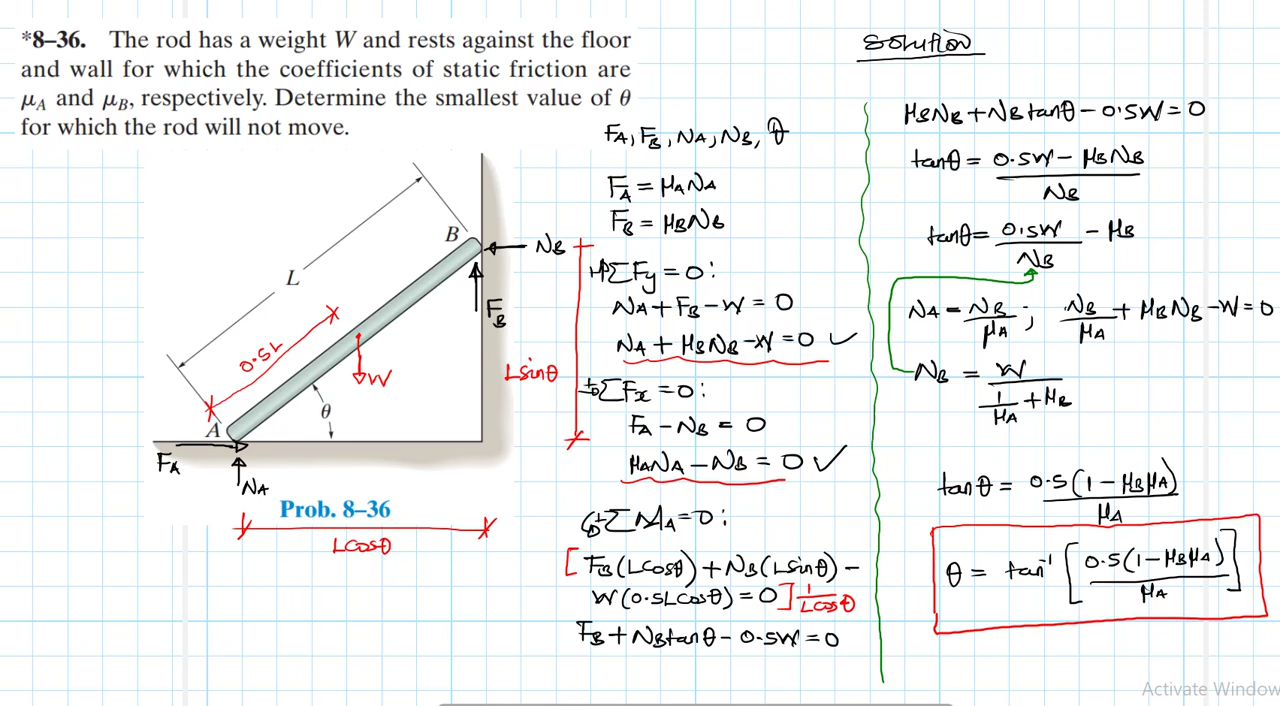 *8–36. The rod has a weight W and rests against the floor
and wall for which the coefficients of static friction are
μA and μB, respectively. Determine the smallest value of θ
for which the rod will not move.
L
B
NB
FB
0.5L
W
Lsinθ
θ
A
FA
NA
Prob. 8–36
Lcosθ
FA, FB, NA, NB, θ
FA = μANA
FB = μBNB
+↑ΣFy = 0:
NA + FB - W = 0
NA + μBNB - W = 0 ✓
+→ΣFx = 0:
FA - NB = 0
μANA - NB = 0 ✓
↺+ΣMA = 0:
[FB(Lcosθ) + NB(Lsinθ) -
W(0.5Lcosθ) = 0] 1/Lcosθ
FB + NBtanθ - 0.5W = 0
Solution
μBNB + NBtanθ - 0.5W = 0
tanθ = 0.5W - μBNB / NB
tanθ = 0.5W / NB - μB
NA = NB/μA; NB/μA + μBNB - W = 0
NB = W / 1/μA + μB
tanθ = 0.5(1 - μBμA) / μA
θ = tan⁻¹ [0.5(1 - μBμA) / μA]
Activate Window